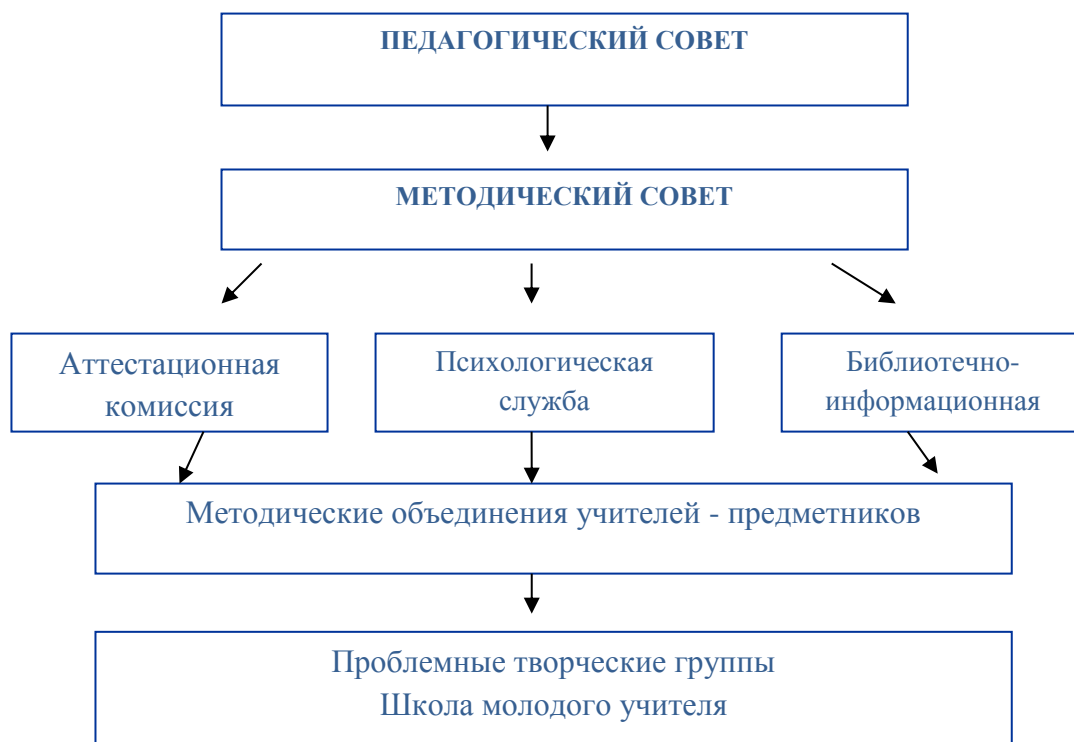 ПЕДАГОГИЧЕСКИЙ СОВЕТ
МЕТОДИЧЕСКИЙ СОВЕТ
Аттестационная
комиссия
Психологическая
служба
Библиотечно-
информационная
Методические объединения учителей - предметников
Проблемные творческие группы
Школа молодого учителя